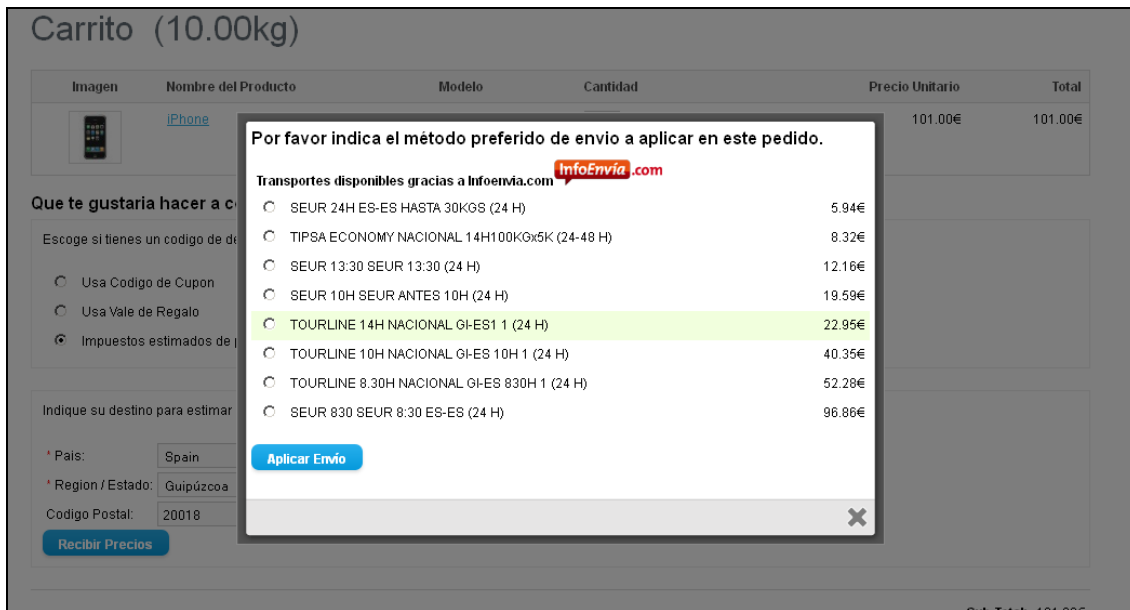 Carrito (10.00kg)
Imagen Nombre del Producto Modelo Cantidad Precio Unitario Total
iPhone 101.00€ 101.00€
Por favor indica el método preferido de envio a aplicar en este pedido.
Transportes disponibles gracias a Infoenvia.com InfoEnvía.com
SEUR 24H ES-ES HASTA 30KGS (24 H) 5.94€
TIPSA ECONOMY NACIONAL 14H100KGx5K (24-48 H) 8.32€
SEUR 13:30 SEUR 13:30 (24 H) 12.16€
SEUR 10H SEUR ANTES 10H (24 H) 19.59€
TOURLINE 14H NACIONAL GI-ES1 1 (24 H) 22.95€
TOURLINE 10H NACIONAL GI-ES 10H 1 (24 H) 40.35€
TOURLINE 8.30H NACIONAL GI-ES 830H 1 (24 H) 52.28€
SEUR 830 SEUR 8:30 ES-ES (24 H) 96.86€
Aplicar Envío
Que te gustaria hacer a
Escoge si tienes un codigo de
Usa Codigo de Cupon
Usa Vale de Regalo
Impuestos estimados de
Indique su destino para estimar
* Pais: Spain
* Region / Estado: Guipúzcoa
Codigo Postal: 20018
Recibir Precios